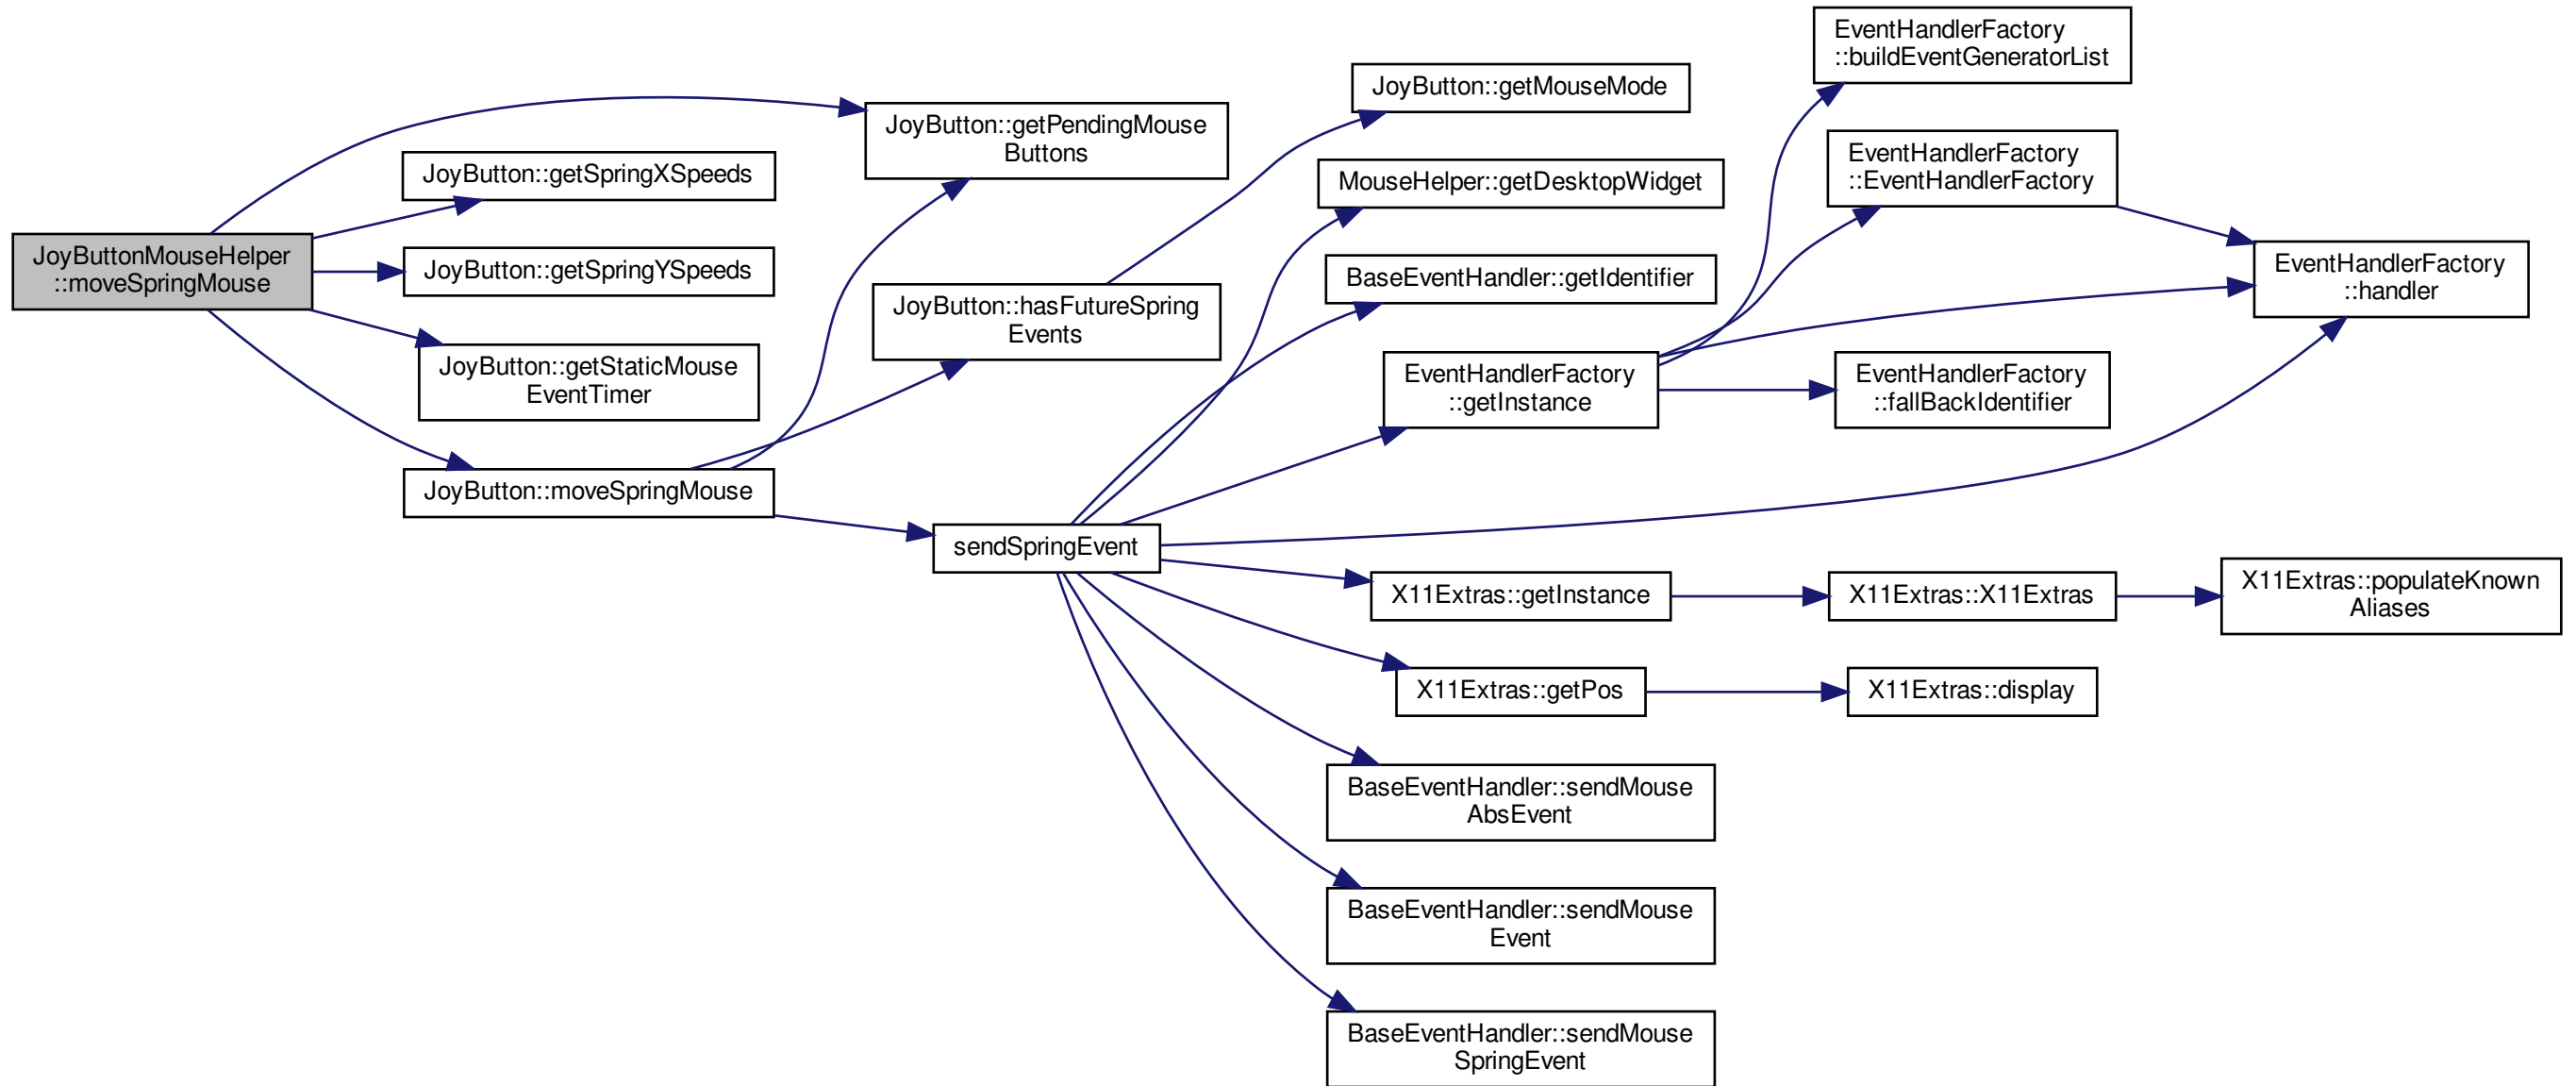 JoyButtonMouseHelper
::moveSpringMouse
JoyButton::getPendingMouse
Buttons
JoyButton::getSpringXSpeeds
JoyButton::getSpringYSpeeds
JoyButton::getStaticMouse
EventTimer
JoyButton::moveSpringMouse
JoyButton::hasFutureSpring
Events
sendSpringEvent
JoyButton::getMouseMode
MouseHelper::getDesktopWidget
BaseEventHandler::getIdentifier
EventHandlerFactory
::getInstance
X11Extras::getInstance
X11Extras::getPos
BaseEventHandler::sendMouse
AbsEvent
BaseEventHandler::sendMouse
Event
BaseEventHandler::sendMouse
SpringEvent
EventHandlerFactory
::buildEventGeneratorList
EventHandlerFactory
::EventHandlerFactory
EventHandlerFactory
::fallBackIdentifier
X11Extras::X11Extras
X11Extras::display
EventHandlerFactory
::handler
X11Extras::populateKnown
Aliases